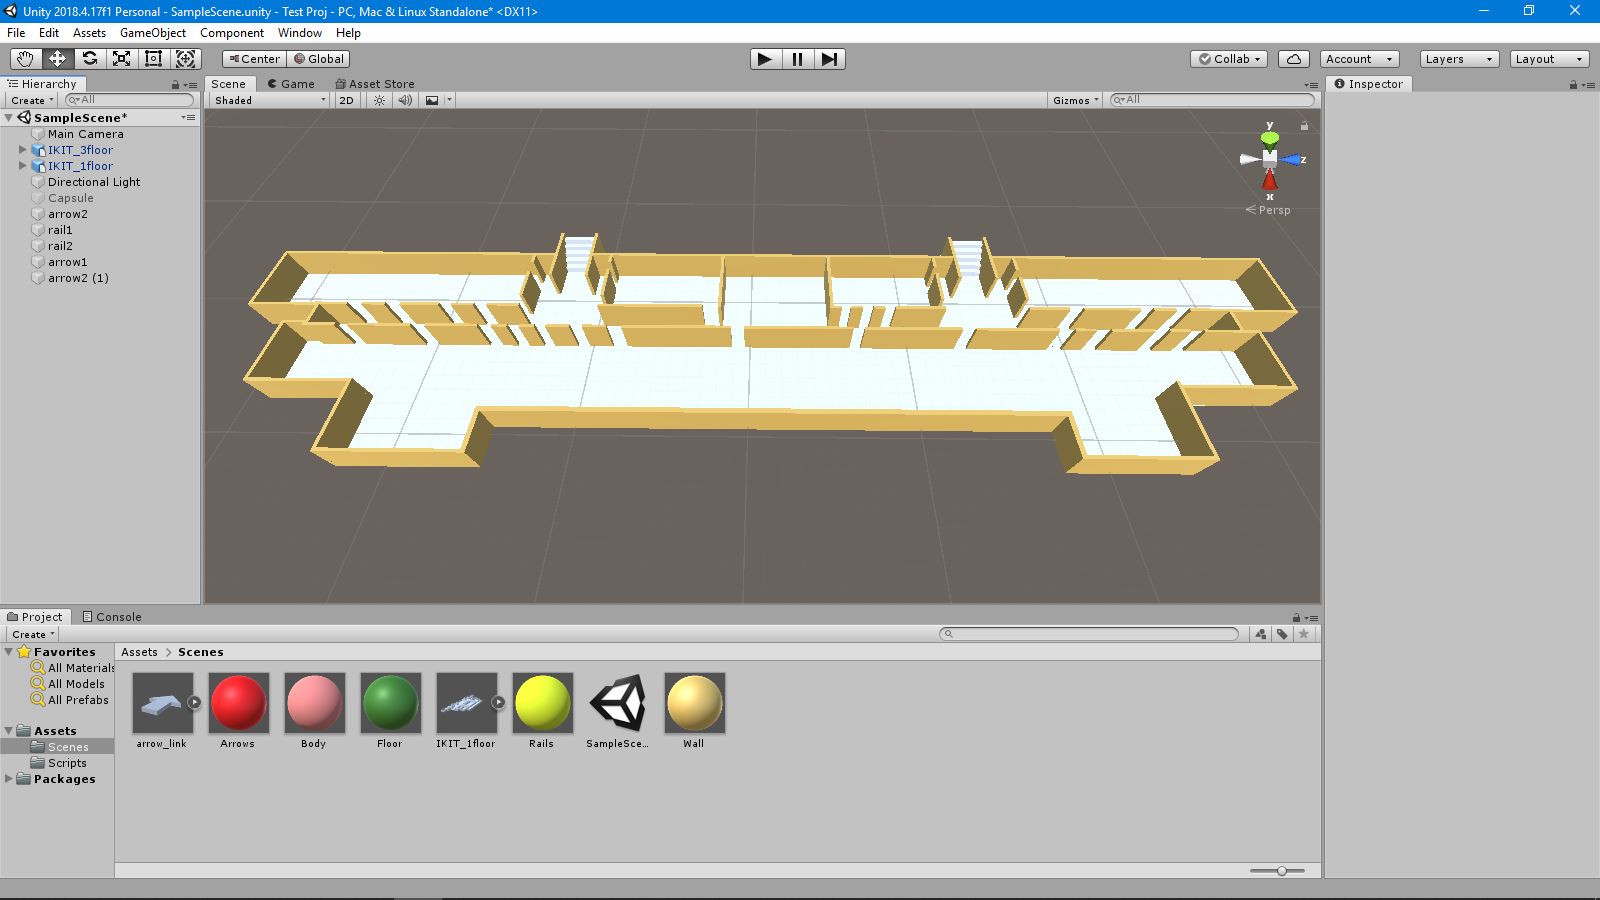 Unity 2018.4.17f1 Personal - SampleScene.unity - Test Proj - PC, Mac & Linux Standalone* <DX11>
File Edit Assets GameObject Component Window Help
Center Global Collab Account Layers Layout
Hierarchy
Create All
SampleScene*
Main Camera
IKIT_3floor
IKIT_1floor
Directional Light
Capsule
arrow2
rail1
rail2
arrow1
arrow2 (1)
Scene Game Asset Store
Shaded 2D Gizmos All
y
z
x
Persp
Inspector
Project Console
Create
Favorites
All Materials
All Models
All Prefabs
Assets
Scenes
Scripts
Packages
Assets > Scenes
arrow_link Arrows Body Floor IKIT_1floor Rails SampleSce... Wall